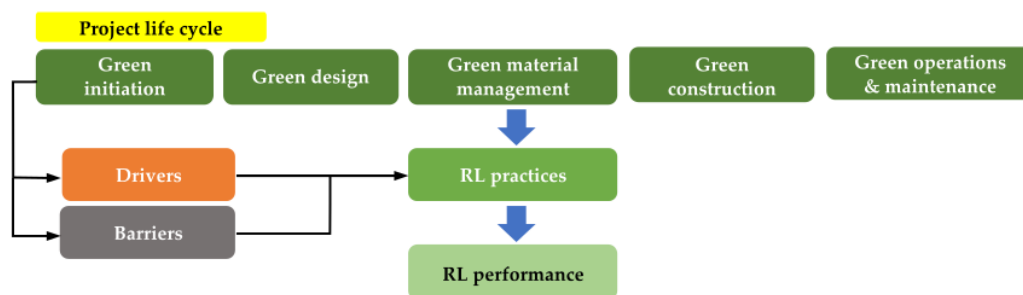 Project life cycle
Green
initiation
Green design
Green material
management
Green
construction
Green operations
& maintenance
Drivers
RL practices
Barriers
RL performance